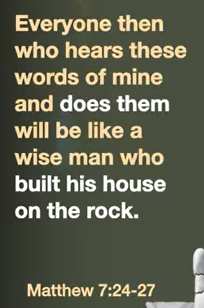 Everyone then
who hears these
words of mine
and does them
will be like a
wise man who
built his house
on the rock.
Matthew 7:24-27